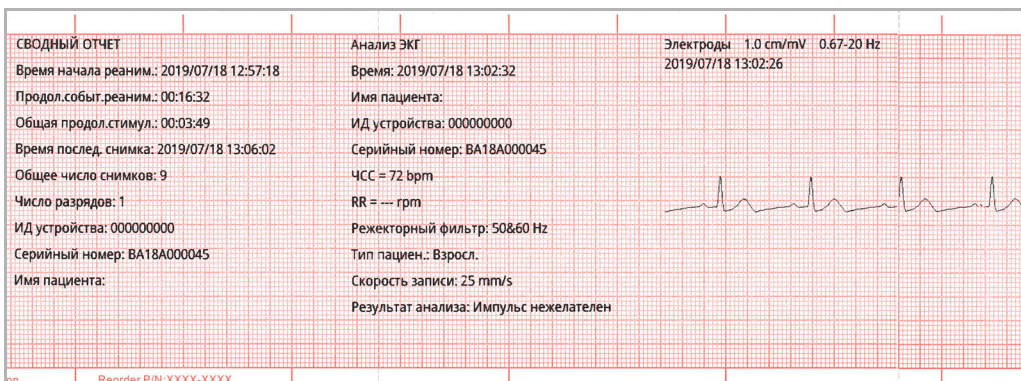 СВОДНЫЙ ОТЧЕТ
Время начала реаним.: 2019/07/18 12:57:18
Продол.событ.реаним.: 00:16:32
Общая продол.стимул.: 00:03:49
Время послед. снимка: 2019/07/18 13:06:02
Общее число снимков: 9
Число разрядов: 1
ИД устройства: 000000000
Серийный номер: BA18A000045
Имя пациента:
Анализ ЭКГ
Время: 2019/07/18 13:02:32
Имя пациента:
ИД устройства: 000000000
Серийный номер: BA18A000045
ЧСС = 72 bpm
RR = --- rpm
Режекторный фильтр: 50&60 Hz
Тип пациен.: Взросл.
Скорость записи: 25 mm/s
Результат анализа: Импульс нежелателен
Электроды 1.0 cm/mV 0.67-20 Hz
2019/07/18 13:02:26
Reorder P/N:XXXX-XXXX